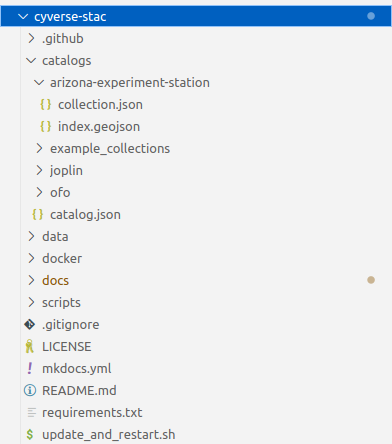 cyverse-stac
.github
catalogs
arizona-experiment-station
{} collection.json
{} index.geojson
example_collections
joplin
ofo
{} catalog.json
data
docker
docs
scripts
.gitignore
LICENSE
! mkdocs.yml
README.md
requirements.txt
$ update_and_restart.sh